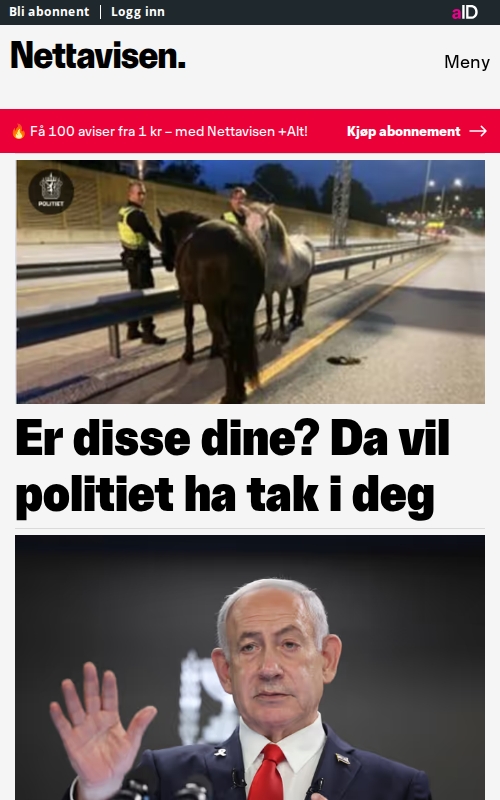 Bli abonnent Logg inn aID
Nettavisen.
Meny
🔥 Få 100 aviser fra 1 kr – med Nettavisen +Alt! Kjøp abonnement →
POLITIET
Er disse dine? Da vil
politiet ha tak i deg